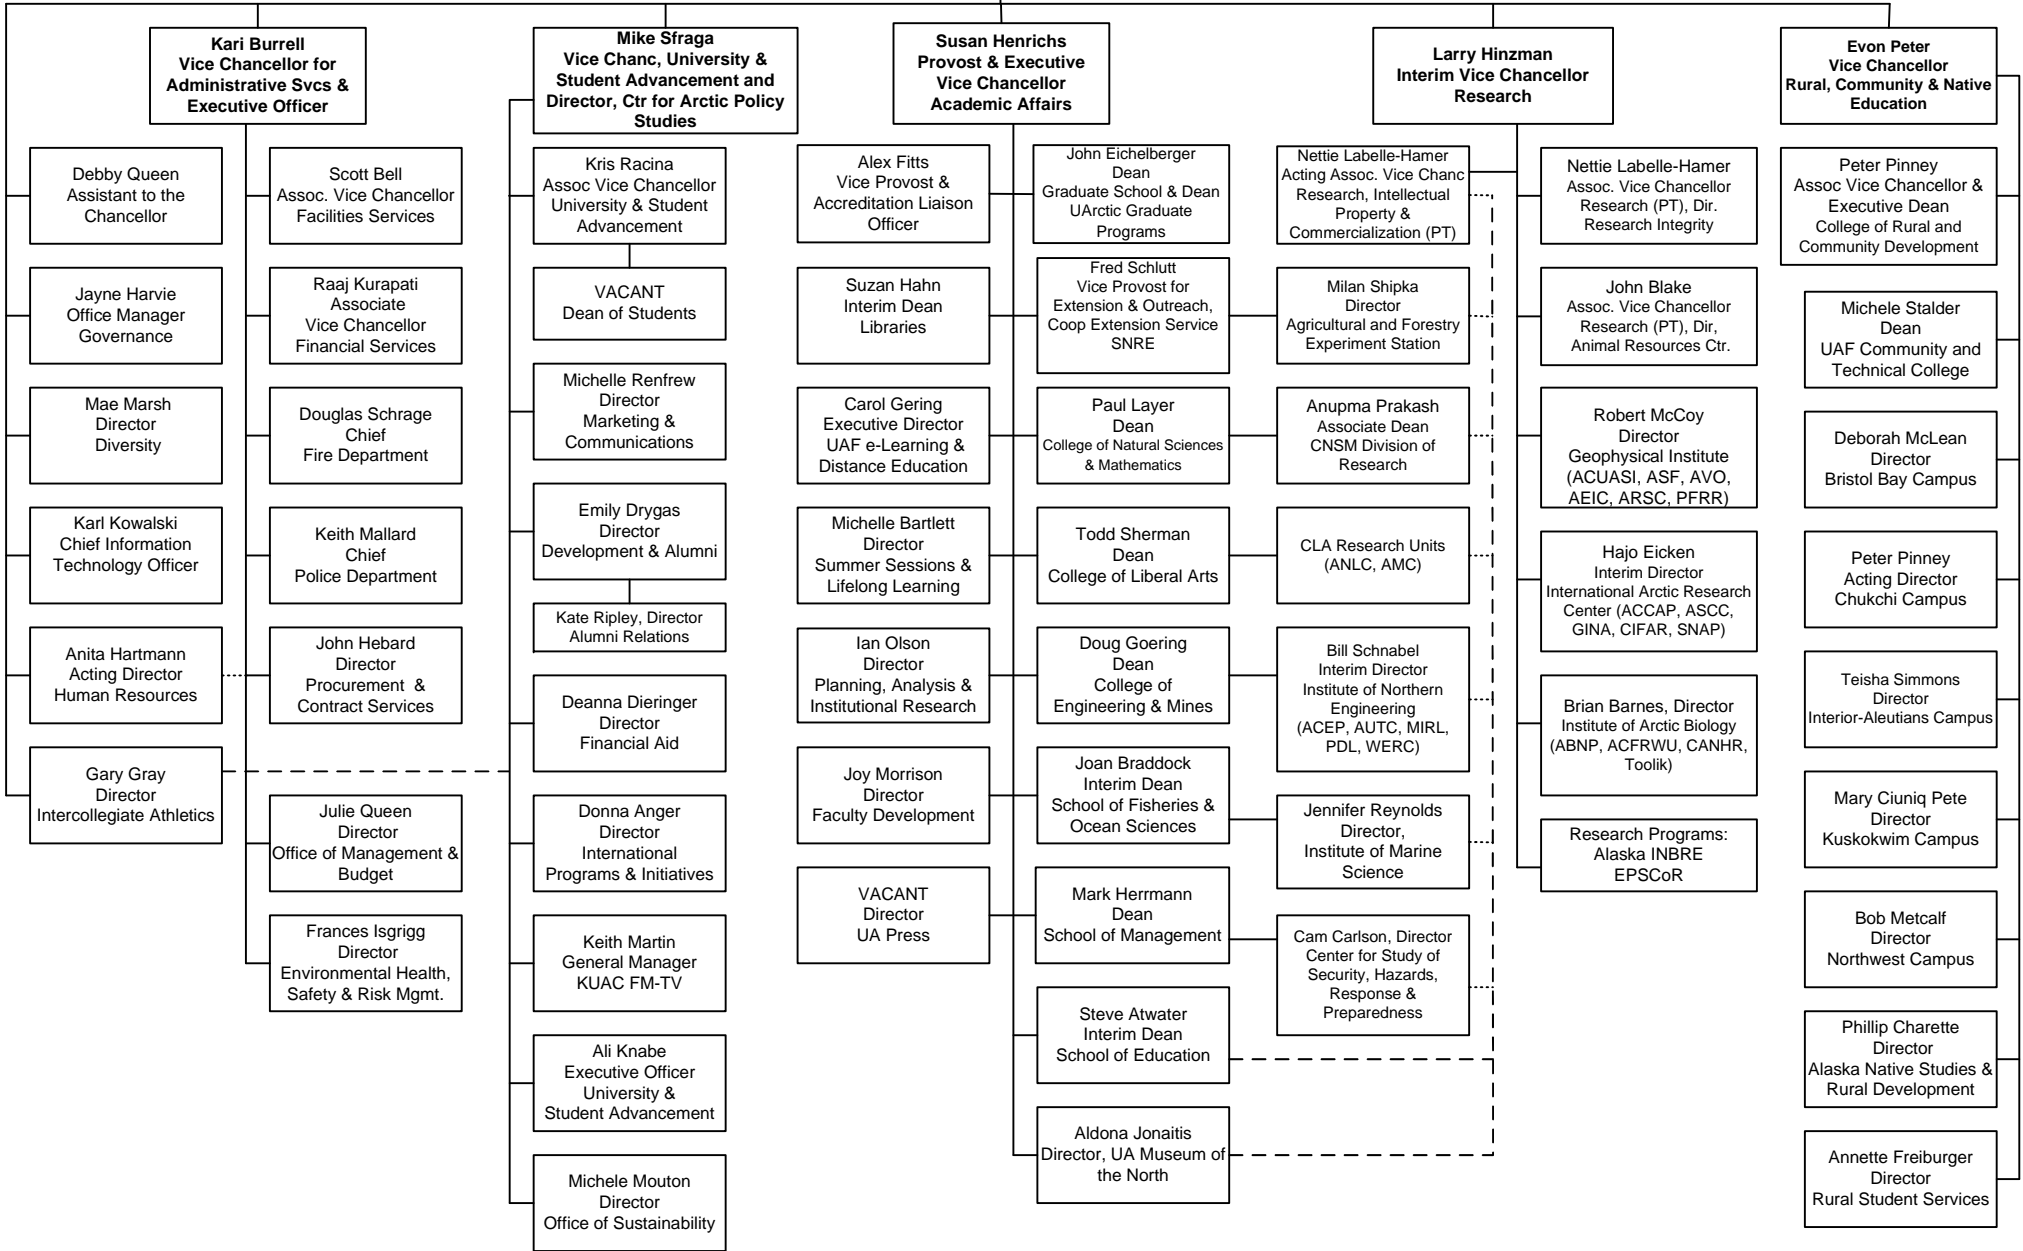 Kari Burrell
Vice Chancellor for
Administrative Svcs &
Executive Officer
Mike Sfraga
Vice Chanc, University &
Student Advancement and
Director, Ctr for Arctic Policy
Studies
Susan Henrichs
Provost & Executive
Vice Chancellor
Academic Affairs
Larry Hinzman
Interim Vice Chancellor
Research
Evon Peter
Vice Chancellor
Rural, Community & Native
Education
Debby Queen
Assistant to the
Chancellor
Jayne Harvie
Office Manager
Governance
Mae Marsh
Director
Diversity
Karl Kowalski
Chief Information
Technology Officer
Anita Hartmann
Acting Director
Human Resources
Gary Gray
Director
Intercollegiate Athletics
Scott Bell
Assoc. Vice Chancellor
Facilities Services
Raaj Kurapati
Associate
Vice Chancellor
Financial Services
Douglas Schrage
Chief
Fire Department
Keith Mallard
Chief
Police Department
John Hebard
Director
Procurement &
Contract Services
Julie Queen
Director
Office of Management &
Budget
Frances Isgrigg
Director
Environmental Health,
Safety & Risk Mgmt.
Kris Racina
Assoc Vice Chancellor
University & Student
Advancement
VACANT
Dean of Students
Michelle Renfrew
Director
Marketing &
Communications
Emily Drygas
Director
Development & Alumni
Kate Ripley, Director
Alumni Relations
Deanna Dieringer
Director
Financial Aid
Donna Anger
Director
International
Programs & Initiatives
Keith Martin
General Manager
KUAC FM-TV
Ali Knabe
Executive Officer
University &
Student Advancement
Michele Mouton
Director
Office of Sustainability
Alex Fitts
Vice Provost &
Accreditation Liaison
Officer
Suzan Hahn
Interim Dean
Libraries
Carol Gering
Executive Director
UAF e-Learning &
Distance Education
Michelle Bartlett
Director
Summer Sessions &
Lifelong Learning
Ian Olson
Director
Planning, Analysis &
Institutional Research
Joy Morrison
Director
Faculty Development
VACANT
Director
UA Press
John Eichelberger
Dean
Graduate School & Dean
UArctic Graduate
Programs
Fred Schlutt
Vice Provost for
Extension & Outreach,
Coop Extension Service
SNRE
Paul Layer
Dean
College of Natural Sciences
& Mathematics
Todd Sherman
Dean
College of Liberal Arts
Doug Goering
Dean
College of
Engineering & Mines
Joan Braddock
Interim Dean
School of Fisheries &
Ocean Sciences
Mark Herrmann
Dean
School of Management
Steve Atwater
Interim Dean
School of Education
Aldona Jonaitis
Director, UA Museum of
the North
Nettie Labelle-Hamer
Acting Assoc. Vice Chanc
Research, Intellectual
Property &
Commercialization (PT)
Milan Shipka
Director
Agricultural and Forestry
Experiment Station
Anupma Prakash
Associate Dean
CNSM Division of
Research
CLA Research Units
(ANLC, AMC)
Bill Schnabel
Interim Director
Institute of Northern
Engineering
(ACEP, AUTC, MIRL,
PDL, WERC)
Jennifer Reynolds
Director,
Institute of Marine
Science
Cam Carlson, Director
Center for Study of
Security, Hazards,
Response &
Preparedness
Nettie Labelle-Hamer
Assoc. Vice Chancellor
Research (PT), Dir.
Research Integrity
John Blake
Assoc. Vice Chancellor
Research (PT), Dir,
Animal Resources Ctr.
Robert McCoy
Director
Geophysical Institute
(ACUASI, ASF, AVO,
AEIC, ARSC, PFRR)
Hajo Eicken
Interim Director
International Arctic Research
Center (ACCAP, ASCC,
GINA, CIFAR, SNAP)
Brian Barnes, Director
Institute of Arctic Biology
(ABNP, ACFRWU, CANHR,
Toolik)
Research Programs:
Alaska INBRE
EPSCoR
Peter Pinney
Assoc Vice Chancellor &
Executive Dean
College of Rural and
Community Development
Michele Stalder
Dean
UAF Community and
Technical College
Deborah McLean
Director
Bristol Bay Campus
Peter Pinney
Acting Director
Chukchi Campus
Teisha Simmons
Director
Interior-Aleutians Campus
Mary Ciuniq Pete
Director
Kuskokwim Campus
Bob Metcalf
Director
Northwest Campus
Phillip Charette
Director
Alaska Native Studies &
Rural Development
Annette Freiburger
Director
Rural Student Services